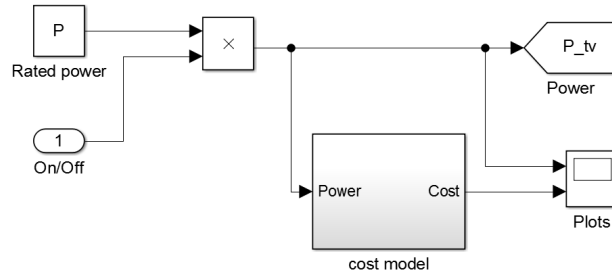 P
Rated power
×
1
On/Off
P_tv
Power
Power
Cost
cost model
Plots